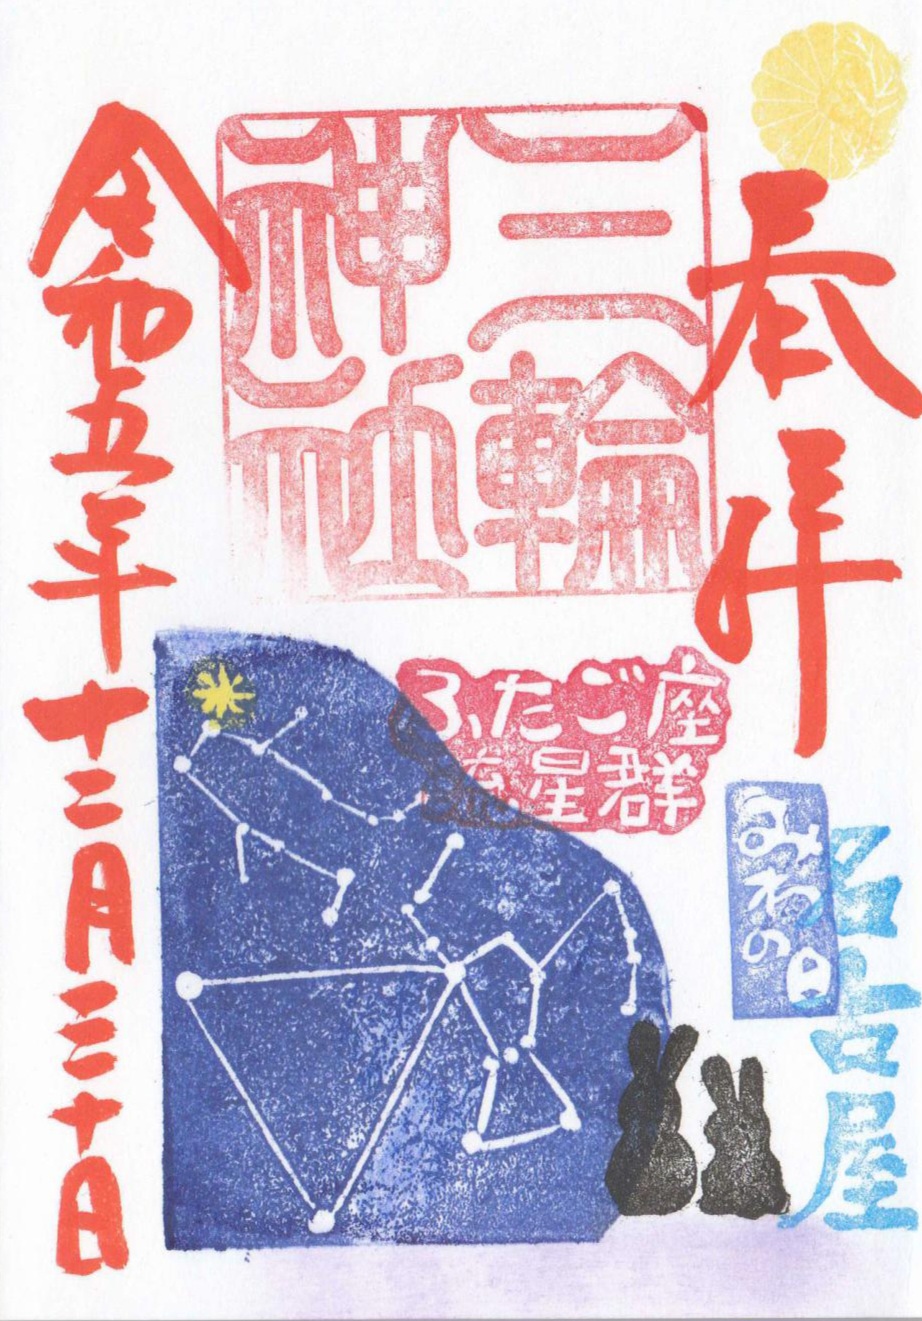 奉拝
三輪
神社
令和五年十二月三十日
ふたご座
流星群
みわの日
名古屋